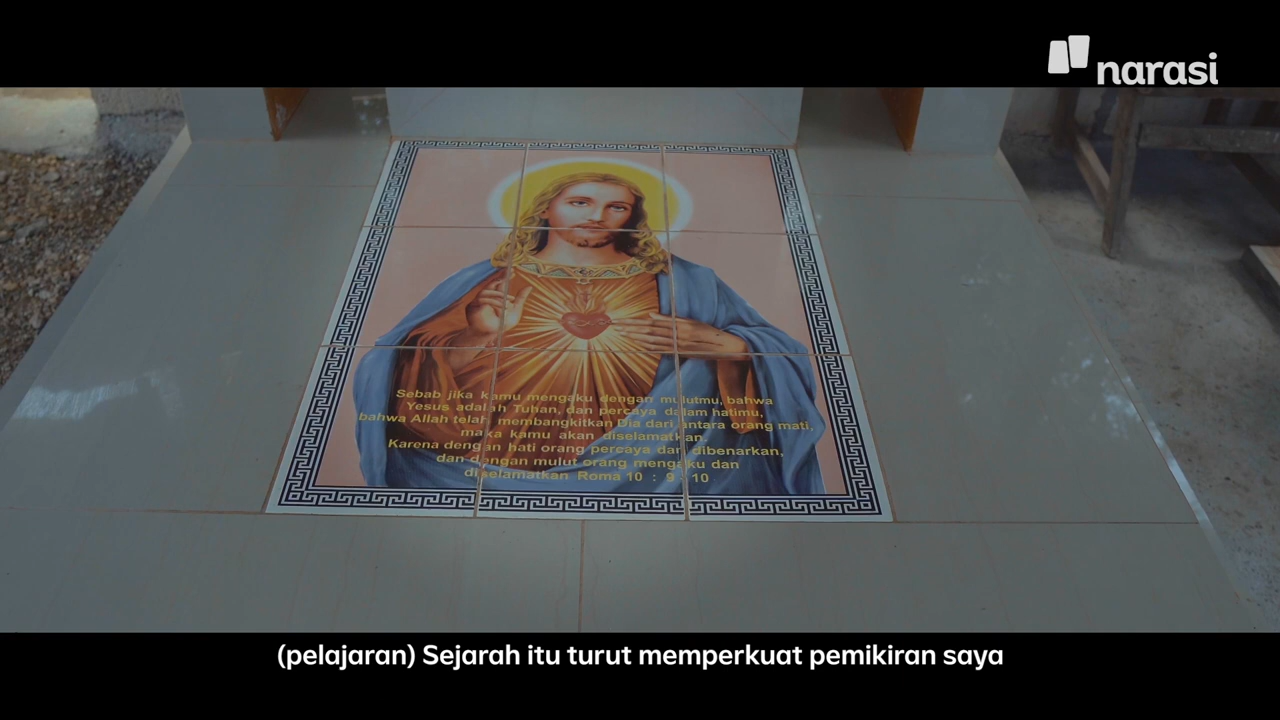 narasi
Sebab jika kamu mengaku dengan mulutmu, bahwa
Yesus adalah Tuhan, dan percaya dalam hatimu,
bahwa Allah telah membangkitkan Dia dari antara orang mati,
maka kamu akan diselamatkan.
Karena dengan hati orang percaya dan dibenarkan,
dan dengan mulut orang mengaku dan
diselamatkan Roma 10 : 9 - 10
(pelajaran) Sejarah itu turut memperkuat pemikiran saya